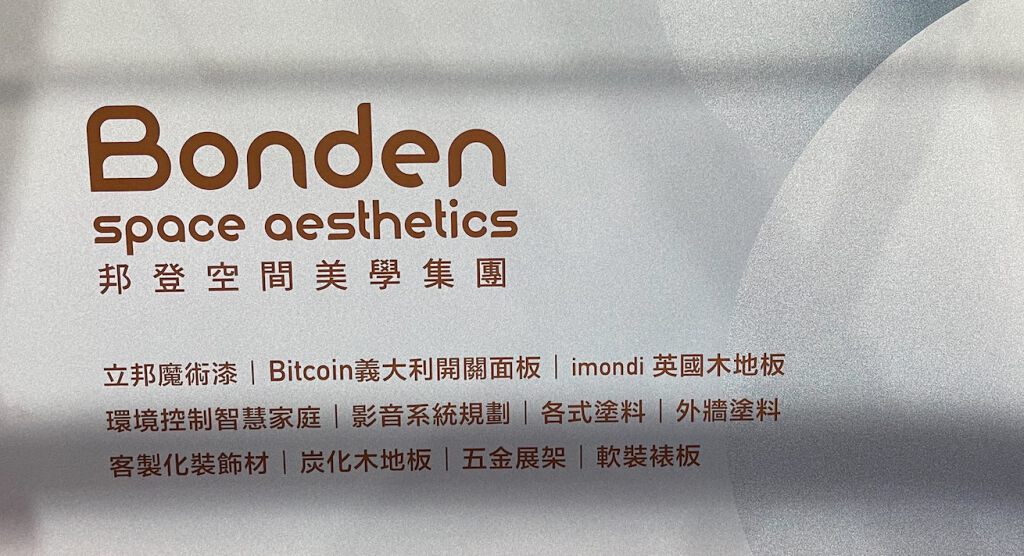 Bonden
space aesthetics
邦登空間美學集團
立邦魔術漆｜Bitcoin義大利開關面板｜imondi 英國木地板
環境控制智慧家庭｜影音系統規劃｜各式塗料｜外牆塗料
客製化裝飾材｜炭化木地板｜五金展架｜軟裝裱板